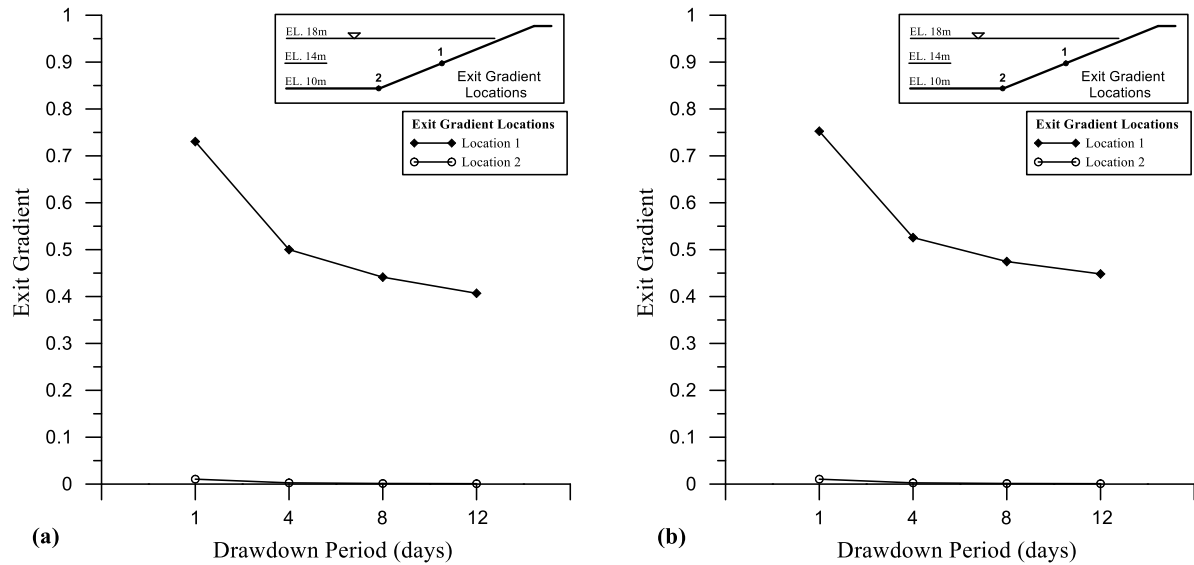 1
0.9
0.8
0.7
0.6
0.5
0.4
0.3
0.2
0.1
0
Exit Gradient
EL. 18m
EL. 14m
EL. 10m
1
2
Exit Gradient
Locations
Exit Gradient Locations
Location 1
Location 2
1 4 8 12
(a) Drawdown Period (days)
1
0.9
0.8
0.7
0.6
0.5
0.4
0.3
0.2
0.1
0
Exit Gradient
EL. 18m
EL. 14m
EL. 10m
1
2
Exit Gradient
Locations
Exit Gradient Locations
Location 1
Location 2
1 4 8 12
(b) Drawdown Period (days)